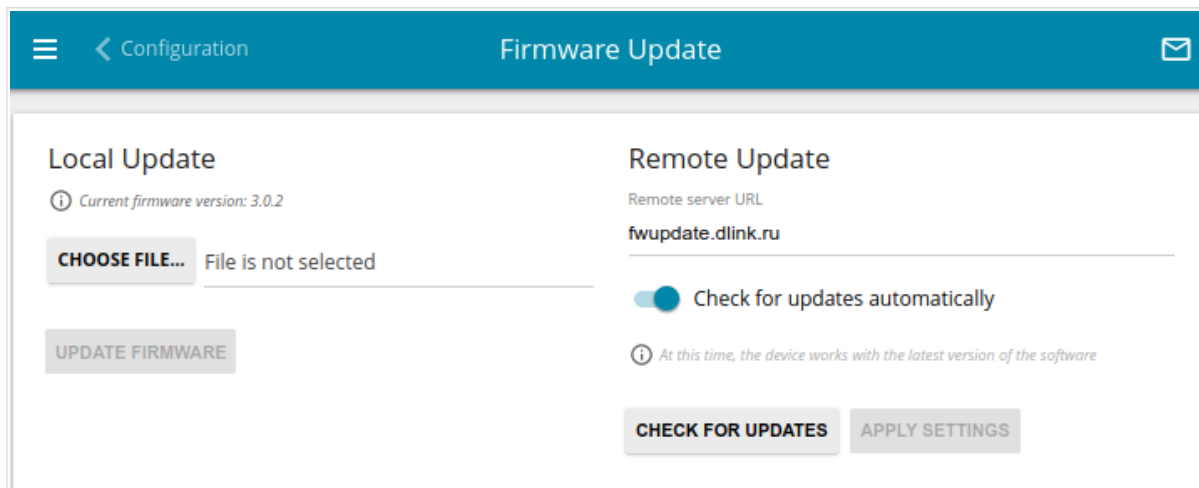 Configuration
Firmware Update
Local Update
Current firmware version: 3.0.2
CHOOSE FILE...
File is not selected
UPDATE FIRMWARE
Remote Update
Remote server URL
fwupdate.dlink.ru
Check for updates automatically
At this time, the device works with the latest version of the software
CHECK FOR UPDATES
APPLY SETTINGS